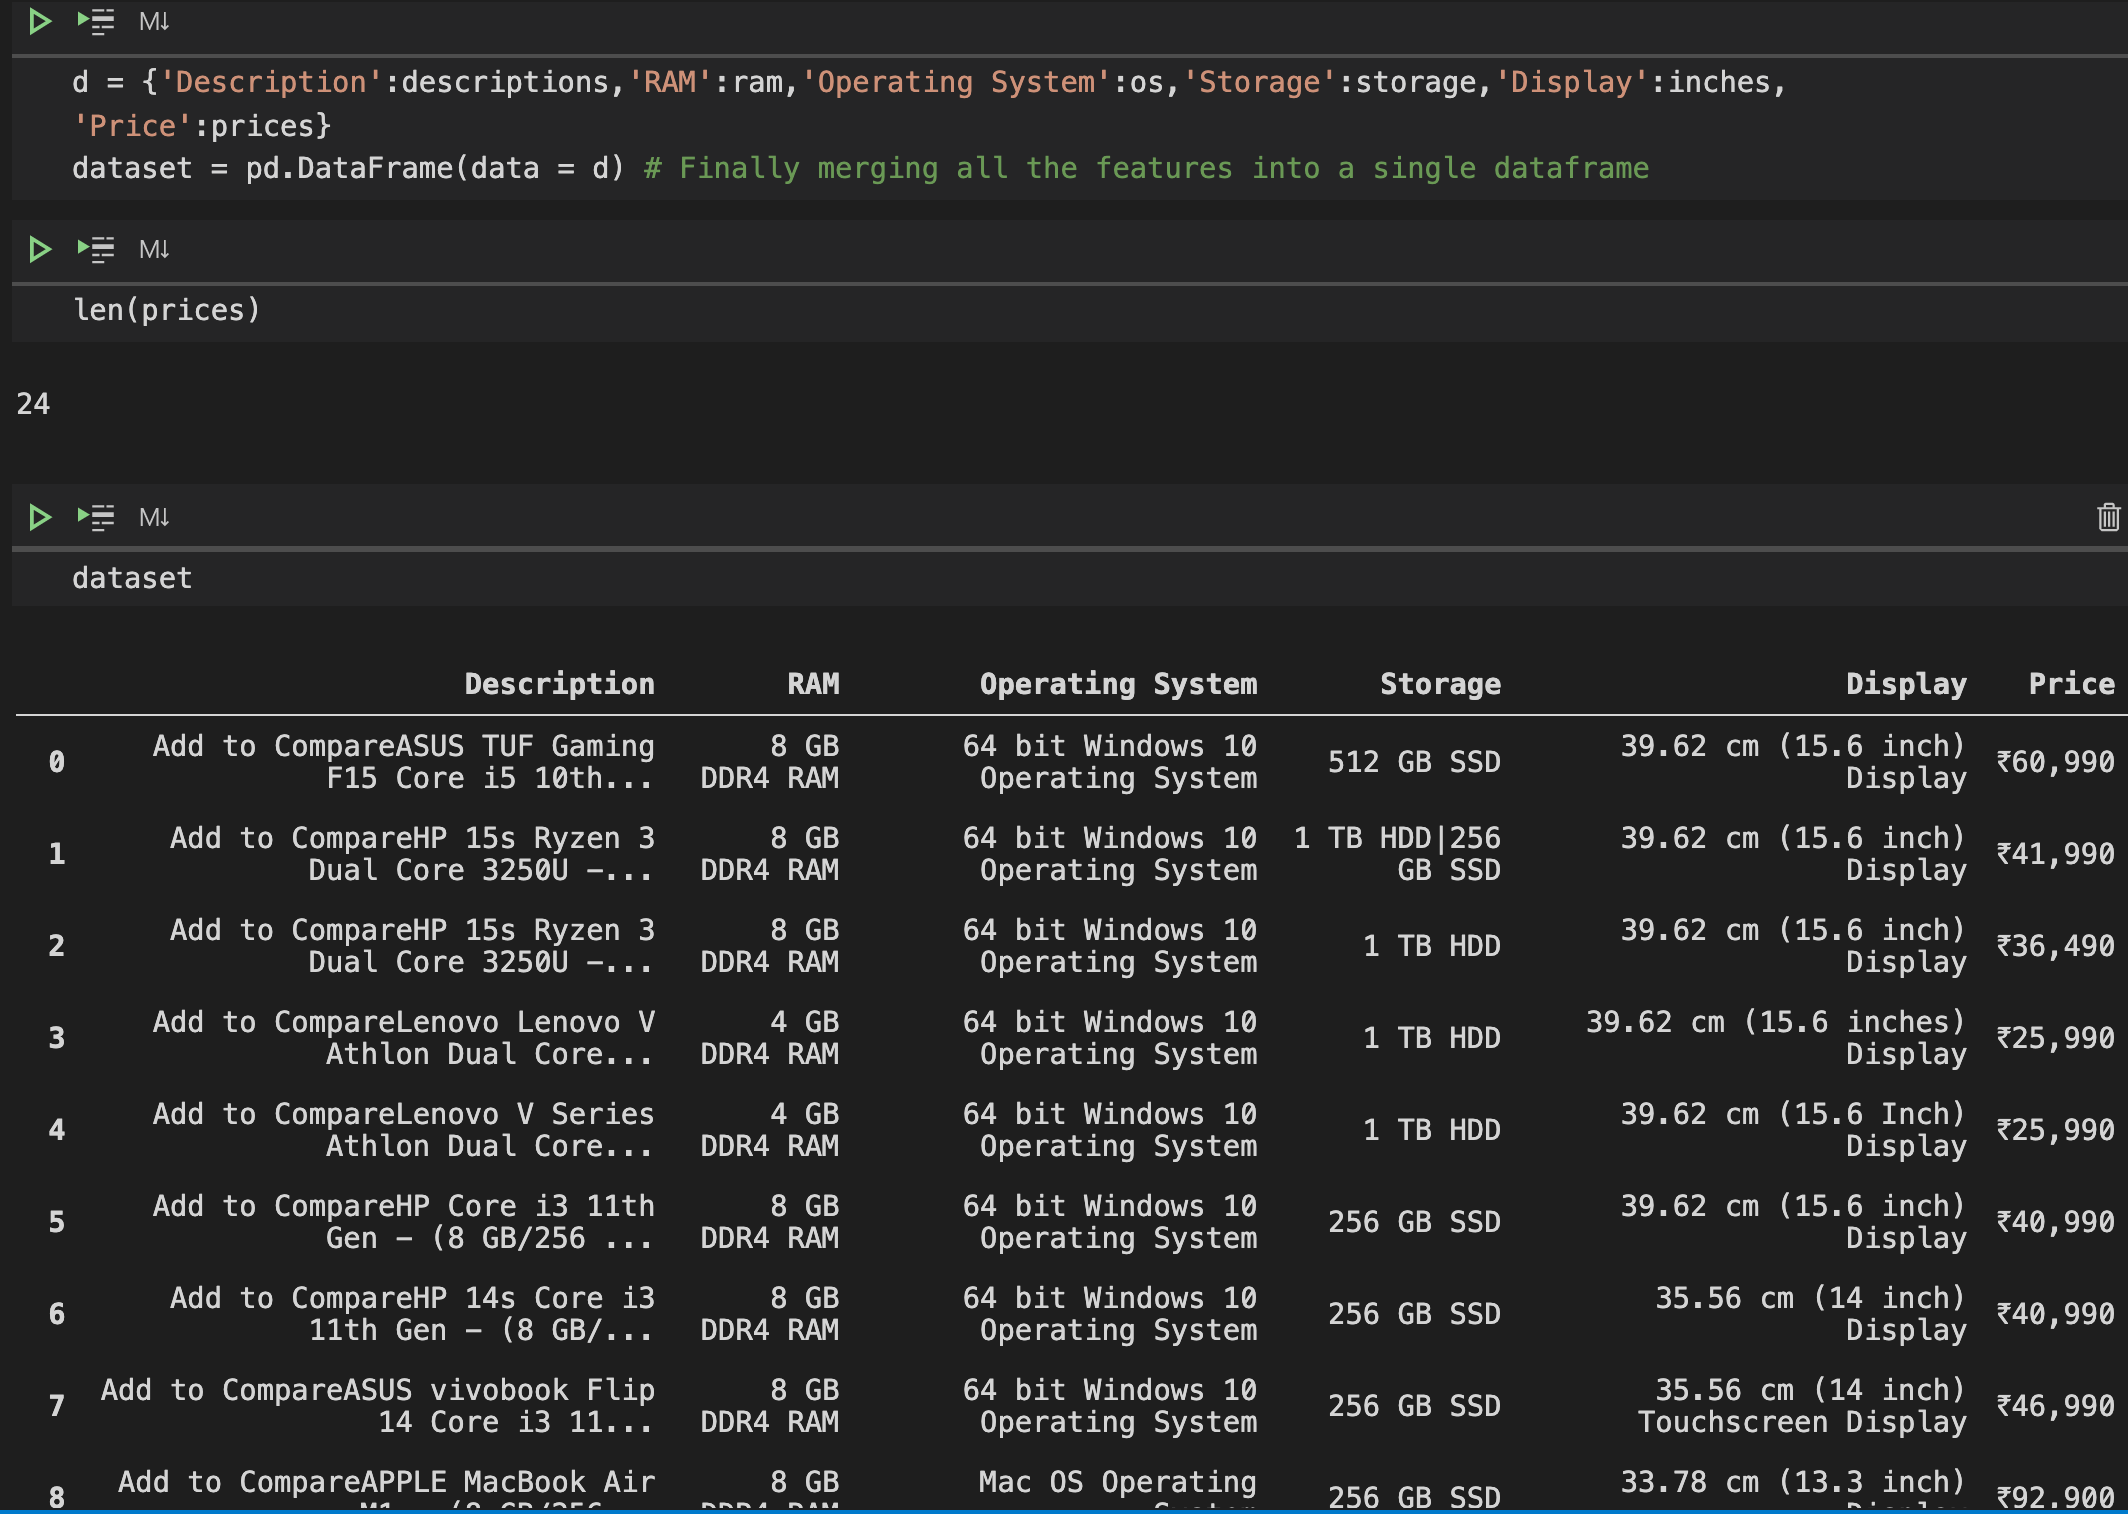 M↓
d = {'Description':descriptions,'RAM':ram,'Operating System':os,'Storage':storage,'Display':inches,
'Price':prices}
dataset = pd.DataFrame(data = d) # Finally merging all the features into a single dataframe
M↓
len(prices)
24
M↓
dataset
Description RAM Operating System Storage Display Price
0 Add to CompareASUS TUF Gaming F15 Core i5 10th... 8 GB DDR4 RAM 64 bit Windows 10 Operating System 512 GB SSD 39.62 cm (15.6 inch) Display ₹60,990
1 Add to CompareHP 15s Ryzen 3 Dual Core 3250U –... 8 GB DDR4 RAM 64 bit Windows 10 Operating System 1 TB HDD|256 GB SSD 39.62 cm (15.6 inch) Display ₹41,990
2 Add to CompareHP 15s Ryzen 3 Dual Core 3250U –... 8 GB DDR4 RAM 64 bit Windows 10 Operating System 1 TB HDD 39.62 cm (15.6 inch) Display ₹36,490
3 Add to CompareLenovo Lenovo V Athlon Dual Core... 4 GB DDR4 RAM 64 bit Windows 10 Operating System 1 TB HDD 39.62 cm (15.6 inches) Display ₹25,990
4 Add to CompareLenovo V Series Athlon Dual Core... 4 GB DDR4 RAM 64 bit Windows 10 Operating System 1 TB HDD 39.62 cm (15.6 Inch) Display ₹25,990
5 Add to CompareHP Core i3 11th Gen – (8 GB/256 ... 8 GB DDR4 RAM 64 bit Windows 10 Operating System 256 GB SSD 39.62 cm (15.6 inch) Display ₹40,990
6 Add to CompareHP 14s Core i3 11th Gen – (8 GB/... 8 GB DDR4 RAM 64 bit Windows 10 Operating System 256 GB SSD 35.56 cm (14 inch) Display ₹40,990
7 Add to CompareASUS vivobook Flip 14 Core i3 11... 8 GB DDR4 RAM 64 bit Windows 10 Operating System 256 GB SSD 35.56 cm (14 inch) Touchscreen Display ₹46,990
8 Add to CompareAPPLE MacBook Air 8 GB Mac OS Operating 256 GB SSD 33.78 cm (13.3 inch) ₹92,900